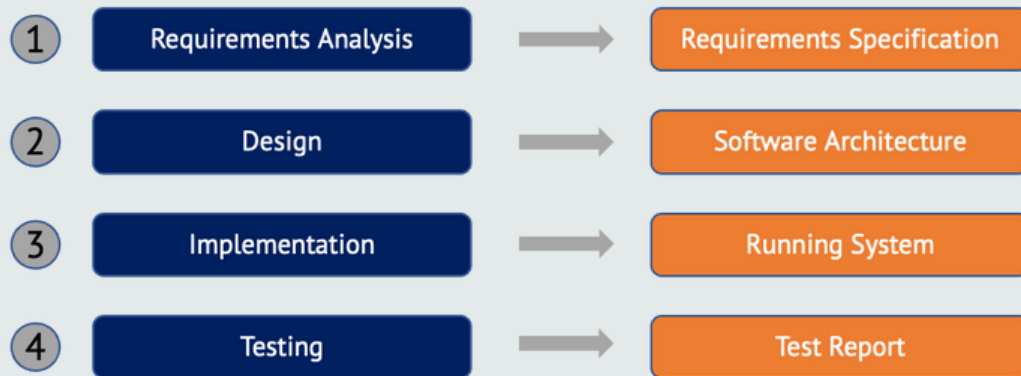 1 Requirements Analysis Requirements Specification
2 Design Software Architecture
3 Implementation Running System
4 Testing Test Report